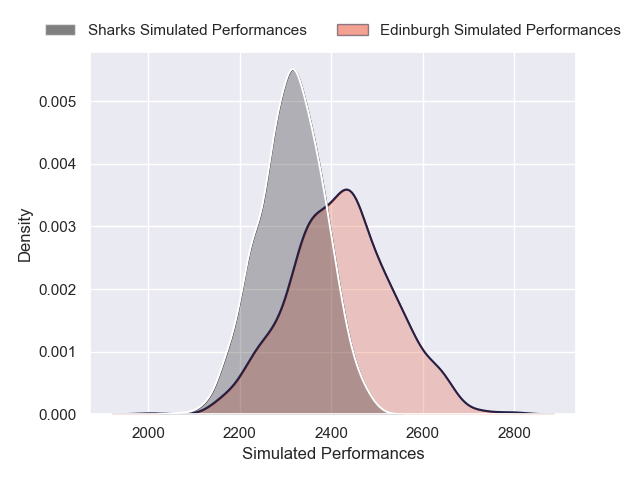 Sharks Simulated Performances Edinburgh Simulated Performances
0.005
0.004
0.003
0.002
0.001
0.000
Density
2000 2200 2400 2600 2800
Simulated Performances